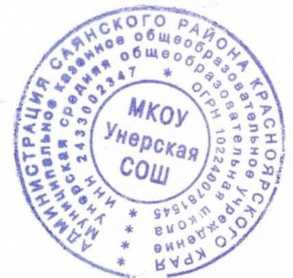 АДМИНИСТРАЦИЯ САЯНСКОГО РАЙОНА КРАСНОЯРСКОГО КРАЯ
Муниципальное казенное общеобразовательное учреждение
Унерская средняя общеобразовательная школа
ИНН 2433002347 * ОГРН 1022400781545 *
МКОУ
Унерская
СОШ